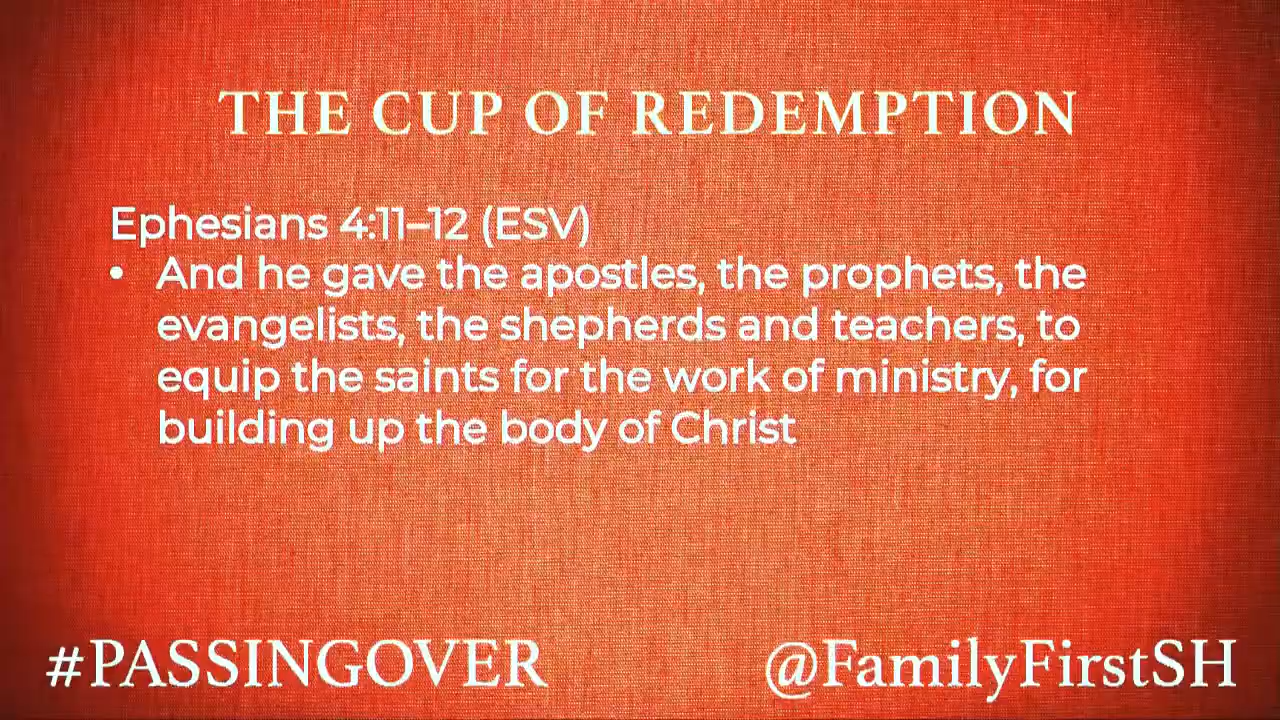 THE CUP OF REDEMPTION
Ephesians 4:11–12 (ESV)
• And he gave the apostles, the prophets, the
evangelists, the shepherds and teachers, to
equip the saints for the work of ministry, for
building up the body of Christ
#PASSINGOVER @FamilyFirstSH